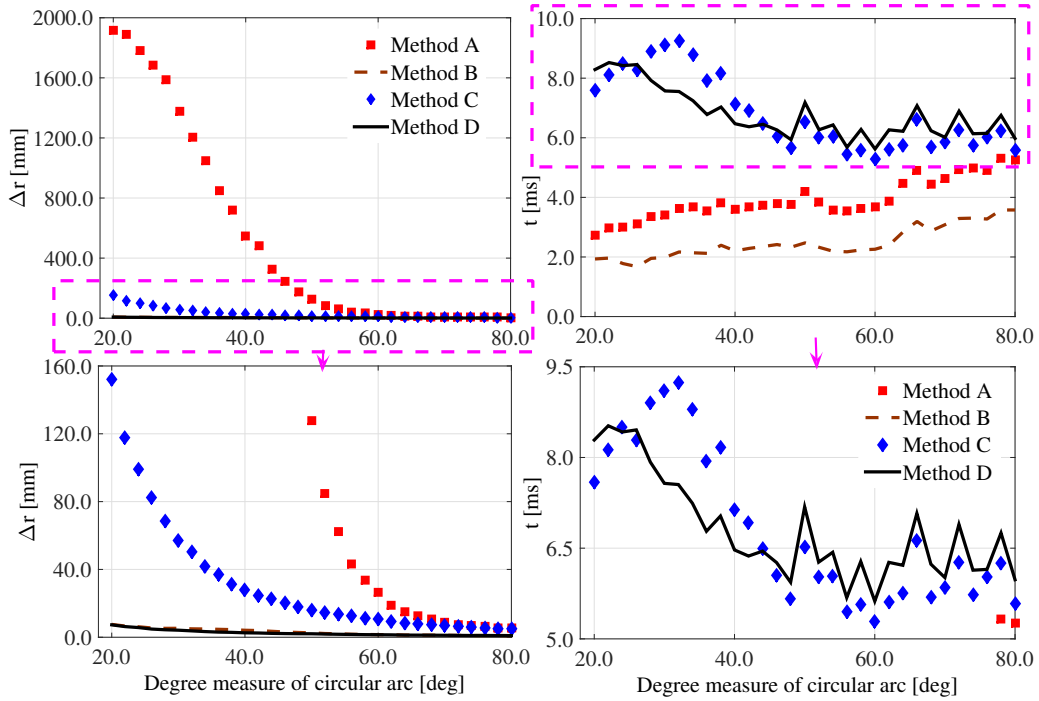 2000.0
1600.0
1200.0
800.0
400.0
0.0
Δr [mm]
20.0 40.0 60.0 80.0
Method A
Method B
Method C
Method D
10.0
8.0
6.0
4.0
2.0
0.0
t [ms]
20.0 40.0 60.0 80.0
160.0
120.0
80.0
40.0
0.0
Δr [mm]
20.0 40.0 60.0 80.0
Degree measure of circular arc [deg]
9.5
8.0
6.5
5.0
t [ms]
Method A
Method B
Method C
Method D
20.0 40.0 60.0 80.0
Degree measure of circular arc [deg]